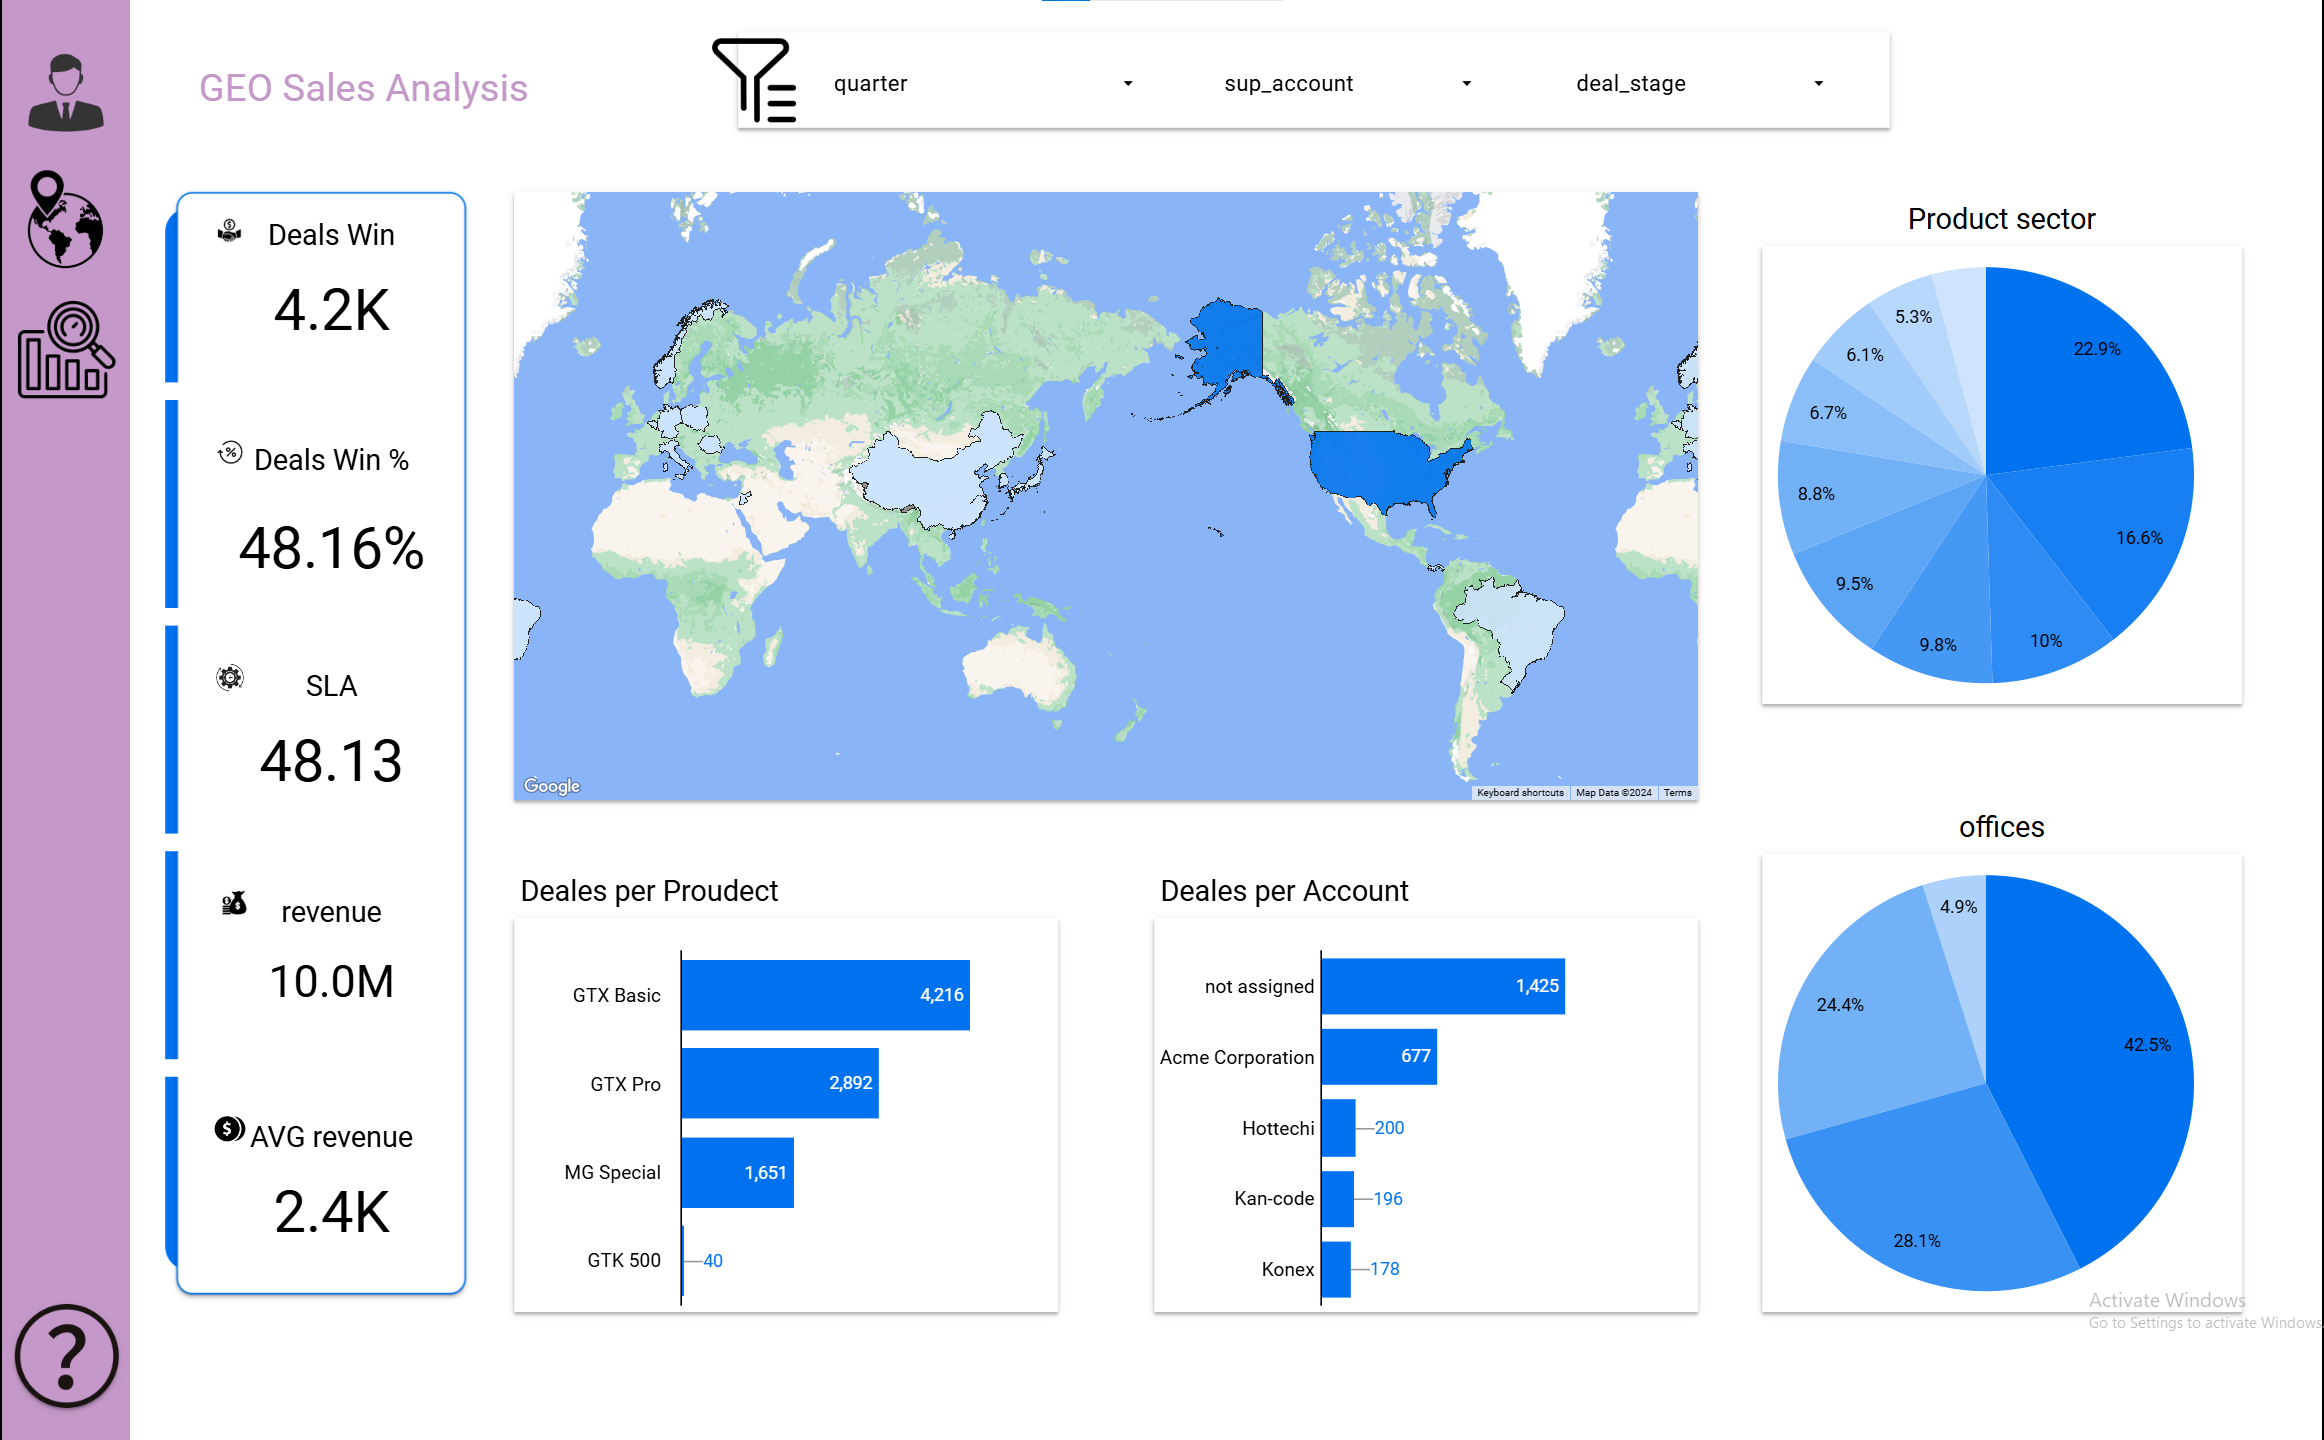 GEO Sales Analysis
quarter
sup_account
deal_stage
Deals Win
4.2K
%
Deals Win %
48.16%
SLA
48.13
revenue
10.0M
$
AVG revenue
2.4K
Google
Keyboard shortcuts
Map Data ©2024
Terms
Product sector
22.9%
16.6%
10%
9.8%
9.5%
8.8%
6.7%
6.1%
5.3%
Deales per Proudect
GTX Basic
4,216
GTX Pro
2,892
MG Special
1,651
GTK 500
40
Deales per Account
not assigned
1,425
Acme Corporation
677
Hottechi
200
Kan-code
196
Konex
178
offices
42.5%
28.1%
24.4%
4.9%
Activate Windows
Go to Settings to activate Windows
?